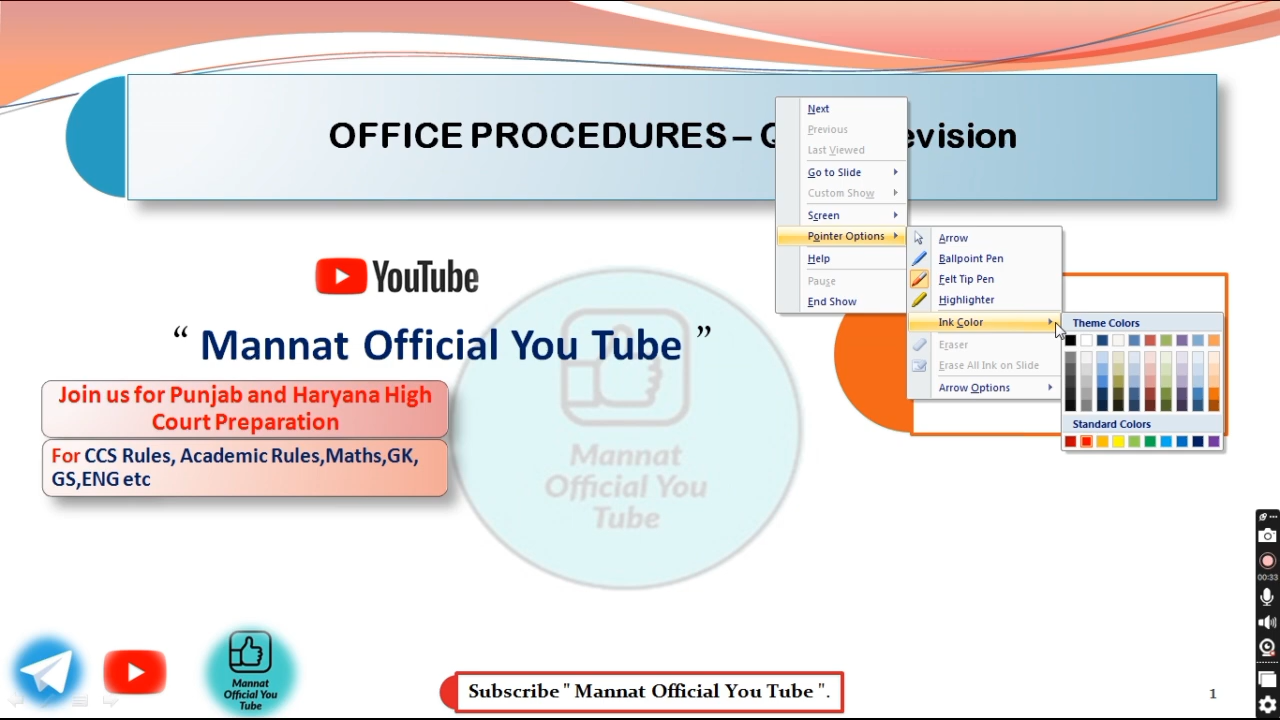 OFFICE PROCEDURES – Q evision
Next
Previous
Last Viewed
Go to Slide
Custom Show
Screen
Pointer Options
Help
Pause
End Show
Arrow
Ballpoint Pen
Felt Tip Pen
Highlighter
Ink Color
Eraser
Erase All Ink on Slide
Arrow Options
Theme Colors
Standard Colors
YouTube
“ Mannat Official You Tube ”
Join us for Punjab and Haryana High
Court Preparation
For CCS Rules, Academic Rules,Maths,GK,
GS,ENG etc
Mannat
Official You
Tube
00:33
Mannat
Official You
Tube
Subscribe " Mannat Official You Tube ".
1